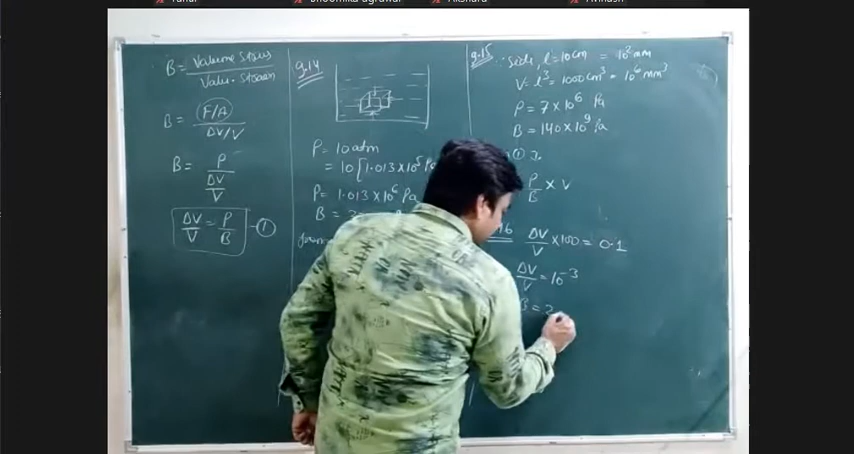 B = Volume Stress
Volu. Strain
B = (F/A)
ΔV/V
B = P
ΔV
V
ΔV/V = P/B -①
9.14
P = 10 atm
= 10 [1.013 × 10⁵ Pa
P = 1.013 × 10⁶ Pa
B =
9.15 : side, l = 10 cm = 10² mm
V = l³ = 1000 cm³ = 10⁶ mm³
P = 7 × 10⁶ Pa
B = 140 × 10⁹ Pa
P/B × V
ΔV/V × 100 = 0.1
ΔV/V = 10⁻³
B = 2